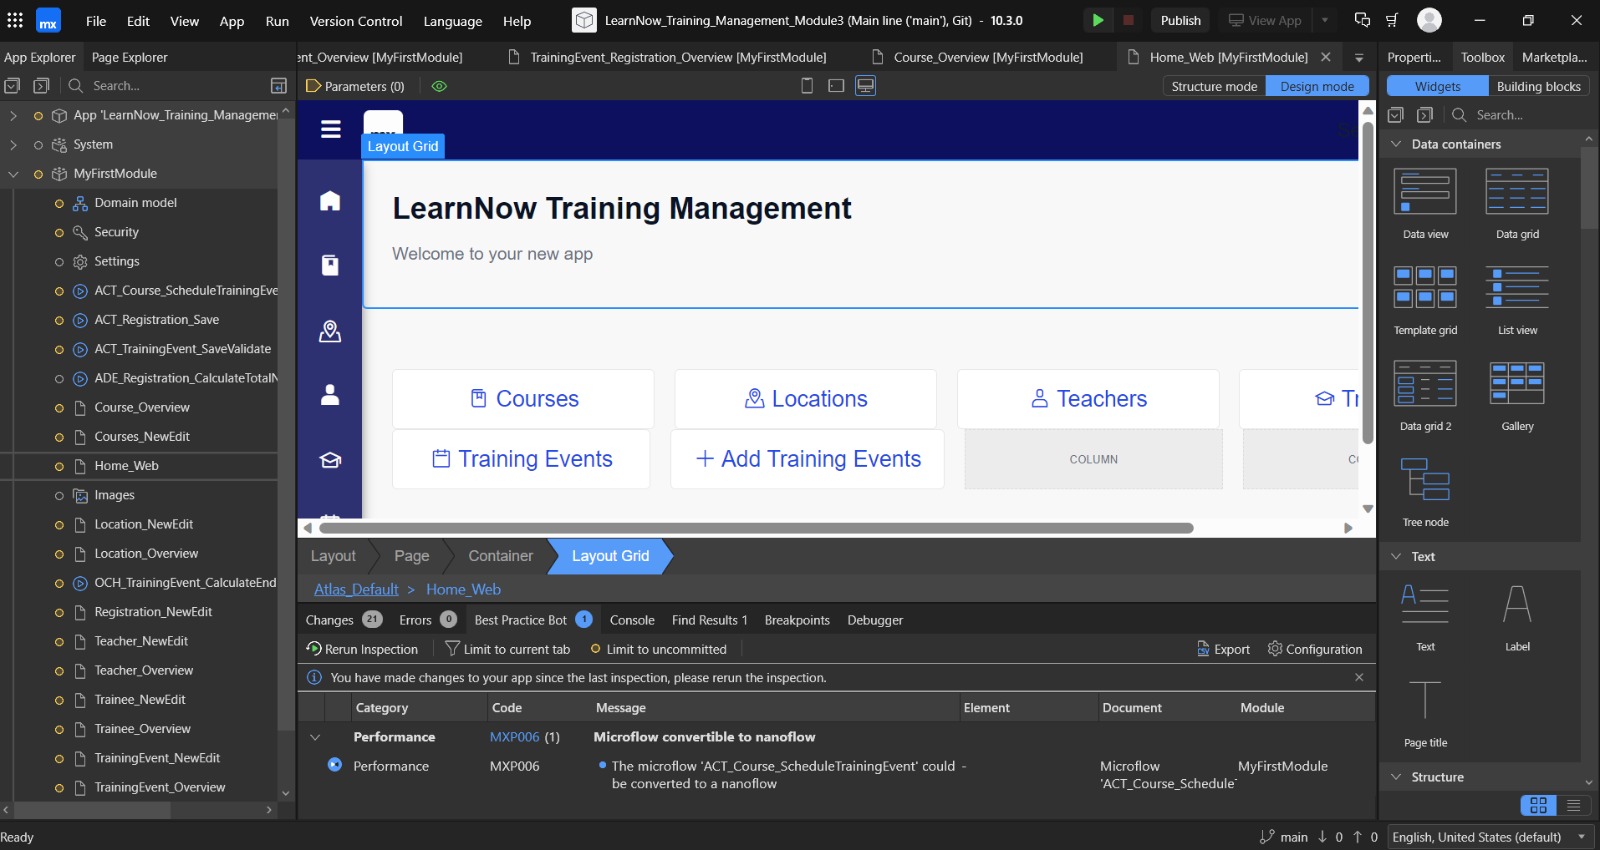 mx File Edit View App Run Version Control Language Help LearnNow_Training_Management_Module3 (Main line ('main'), Git) - 10.3.0 Publish View App
App Explorer Page Explorer
Search...
App 'LearnNow_Training_Manageme
System
MyFirstModule
Domain model
Security
Settings
ACT_Course_ScheduleTrainingEve
ACT_Registration_Save
ACT_TrainingEvent_SaveValidate
ADE_Registration_CalculateTotalN
Course_Overview
Courses_NewEdit
Home_Web
Images
Location_NewEdit
Location_Overview
OCH_TrainingEvent_CalculateEnd
Registration_NewEdit
Teacher_NewEdit
Teacher_Overview
Trainee_NewEdit
Trainee_Overview
TrainingEvent_NewEdit
TrainingEvent_Overview
ent_Overview [MyFirstModule] TrainingEvent_Registration_Overview [MyFirstModule] Course_Overview [MyFirstModule] Home_Web [MyFirstModule]
Parameters (0) Structure mode Design mode
Layout Grid
LearnNow Training Management
Welcome to your new app
Courses Locations Teachers Tr
Training Events + Add Training Events COLUMN C
Layout Page Container Layout Grid
Atlas_Default > Home_Web
Changes 21 Errors 0 Best Practice Bot 1 Console Find Results 1 Breakpoints Debugger
Rerun Inspection Limit to current tab Limit to uncommitted Export Configuration
You have made changes to your app since the last inspection, please rerun the inspection.
Category Code Message Element Document Module
Performance MXP006 (1) Microflow convertible to nanoflow
Performance MXP006 The microflow 'ACT_Course_ScheduleTrainingEvent' could - Microflow MyFirstModule
be converted to a nanoflow 'ACT_Course_Schedule
Properti... Toolbox Marketpla...
Widgets Building blocks
Search...
Data containers
Data view Data grid
Template grid List view
Data grid 2 Gallery
Tree node
Text
Text Label
Page title
Structure
Ready main 0 0 English, United States (default)